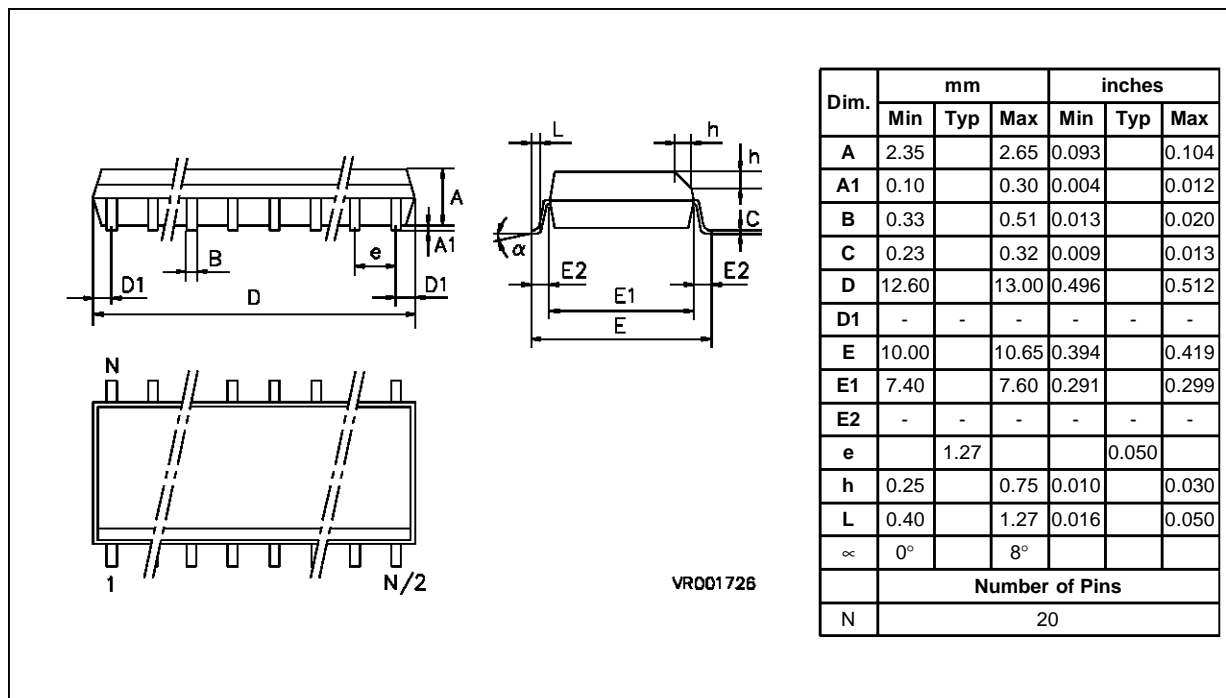 L
h
h
A
A1
C
α
B
e
D1
D
D1
E2
E1
E2
E
N
1
N/2
VR001726
Dim. mm inches
Min Typ Max Min Typ Max
A 2.35 2.65 0.093 0.104
A1 0.10 0.30 0.004 0.012
B 0.33 0.51 0.013 0.020
C 0.23 0.32 0.009 0.013
D 12.60 13.00 0.496 0.512
D1 - - - - - -
E 10.00 10.65 0.394 0.419
E1 7.40 7.60 0.291 0.299
E2 - - - - - -
e 1.27 0.050
h 0.25 0.75 0.010 0.030
L 0.40 1.27 0.016 0.050
∝ 0° 8°
Number of Pins
N 20